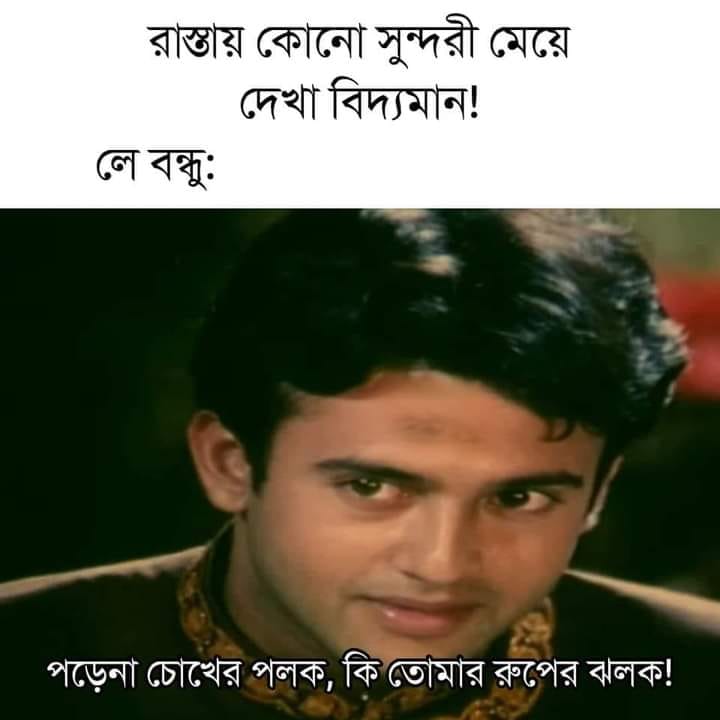 রাস্তায় কোনো সুন্দরী মেয়ে
দেখা বিদ্যমান!
লে বন্ধু:
পড়েনা চোখের পলক, কি তোমার রুপের ঝলক!